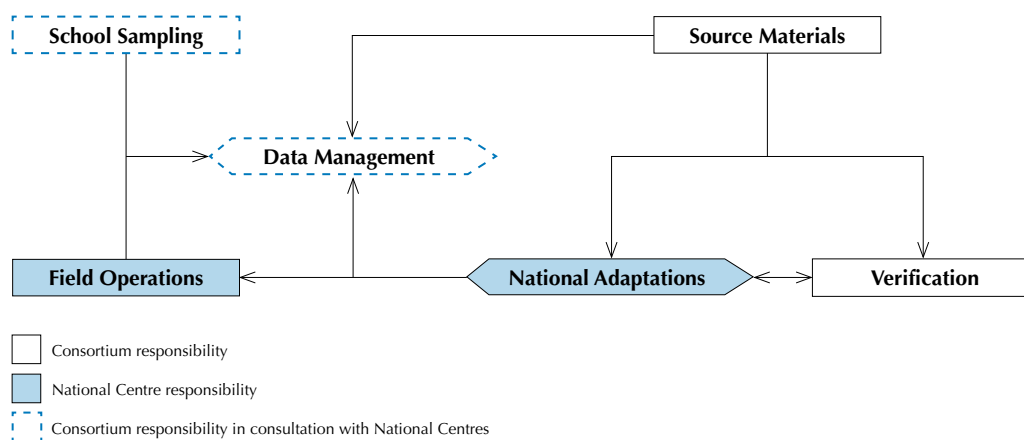 School Sampling
Source Materials
Data Management
Field Operations
National Adaptations
Verification
Consortium responsibility
National Centre responsibility
Consortium responsibility in consultation with National Centres